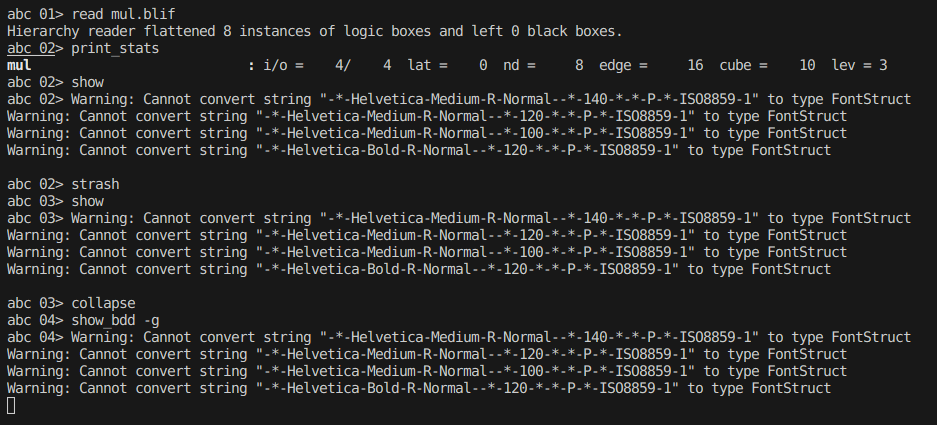 abc 01> read mul.blif
Hierarchy reader flattened 8 instances of logic boxes and left 0 black boxes.
abc 02> print_stats
mul                           : i/o =    4/    4  lat =    0  nd =     8  edge =     16  cube =    10  lev = 3
abc 02> show
abc 02> Warning: Cannot convert string "-*-Helvetica-Medium-R-Normal--*-140-*-*-P-*-ISO8859-1" to type FontStruct
Warning: Cannot convert string "-*-Helvetica-Medium-R-Normal--*-120-*-*-P-*-ISO8859-1" to type FontStruct
Warning: Cannot convert string "-*-Helvetica-Medium-R-Normal--*-100-*-*-P-*-ISO8859-1" to type FontStruct
Warning: Cannot convert string "-*-Helvetica-Bold-R-Normal--*-120-*-*-P-*-ISO8859-1" to type FontStruct

abc 02> strash
abc 03> show
abc 03> Warning: Cannot convert string "-*-Helvetica-Medium-R-Normal--*-140-*-*-P-*-ISO8859-1" to type FontStruct
Warning: Cannot convert string "-*-Helvetica-Medium-R-Normal--*-120-*-*-P-*-ISO8859-1" to type FontStruct
Warning: Cannot convert string "-*-Helvetica-Medium-R-Normal--*-100-*-*-P-*-ISO8859-1" to type FontStruct
Warning: Cannot convert string "-*-Helvetica-Bold-R-Normal--*-120-*-*-P-*-ISO8859-1" to type FontStruct

abc 03> collapse
abc 04> show_bdd -g
abc 04> Warning: Cannot convert string "-*-Helvetica-Medium-R-Normal--*-140-*-*-P-*-ISO8859-1" to type FontStruct
Warning: Cannot convert string "-*-Helvetica-Medium-R-Normal--*-120-*-*-P-*-ISO8859-1" to type FontStruct
Warning: Cannot convert string "-*-Helvetica-Medium-R-Normal--*-100-*-*-P-*-ISO8859-1" to type FontStruct
Warning: Cannot convert string "-*-Helvetica-Bold-R-Normal--*-120-*-*-P-*-ISO8859-1" to type FontStruct